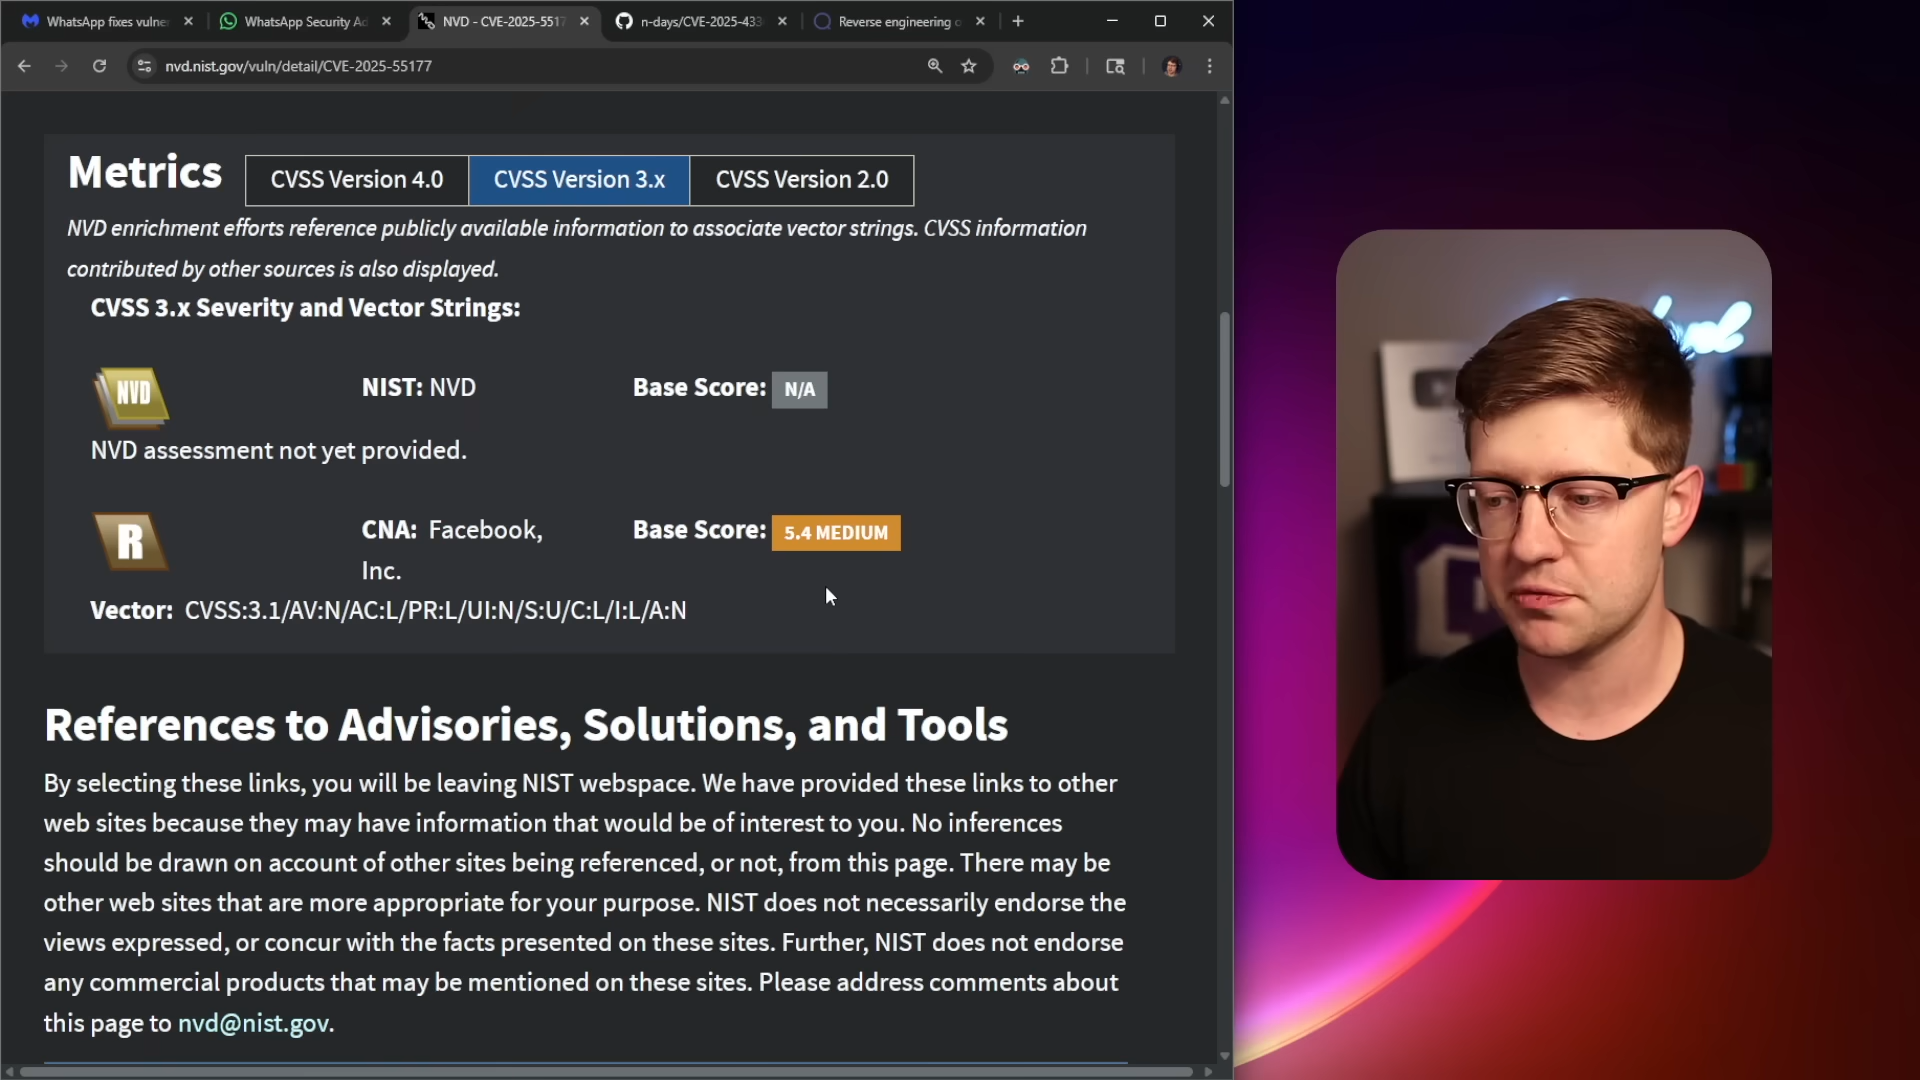 WhatsApp fixes vulner
WhatsApp Security Ad
NVD - CVE-2025-5517
n-days/CVE-2025-433
Reverse engineering o
nvd.nist.gov/vuln/detail/CVE-2025-55177
Metrics
CVSS Version 4.0
CVSS Version 3.x
CVSS Version 2.0
NVD enrichment efforts reference publicly available information to associate vector strings. CVSS information
contributed by other sources is also displayed.
CVSS 3.x Severity and Vector Strings:
NVD
NIST: NVD
Base Score: N/A
NVD assessment not yet provided.
R
CNA: Facebook,
Inc.
Base Score: 5.4 MEDIUM
Vector: CVSS:3.1/AV:N/AC:L/PR:L/UI:N/S:U/C:L/I:L/A:N
References to Advisories, Solutions, and Tools
By selecting these links, you will be leaving NIST webspace. We have provided these links to other
web sites because they may have information that would be of interest to you. No inferences
should be drawn on account of other sites being referenced, or not, from this page. There may be
other web sites that are more appropriate for your purpose. NIST does not necessarily endorse the
views expressed, or concur with the facts presented on these sites. Further, NIST does not endorse
any commercial products that may be mentioned on these sites. Please address comments about
this page to nvd@nist.gov.